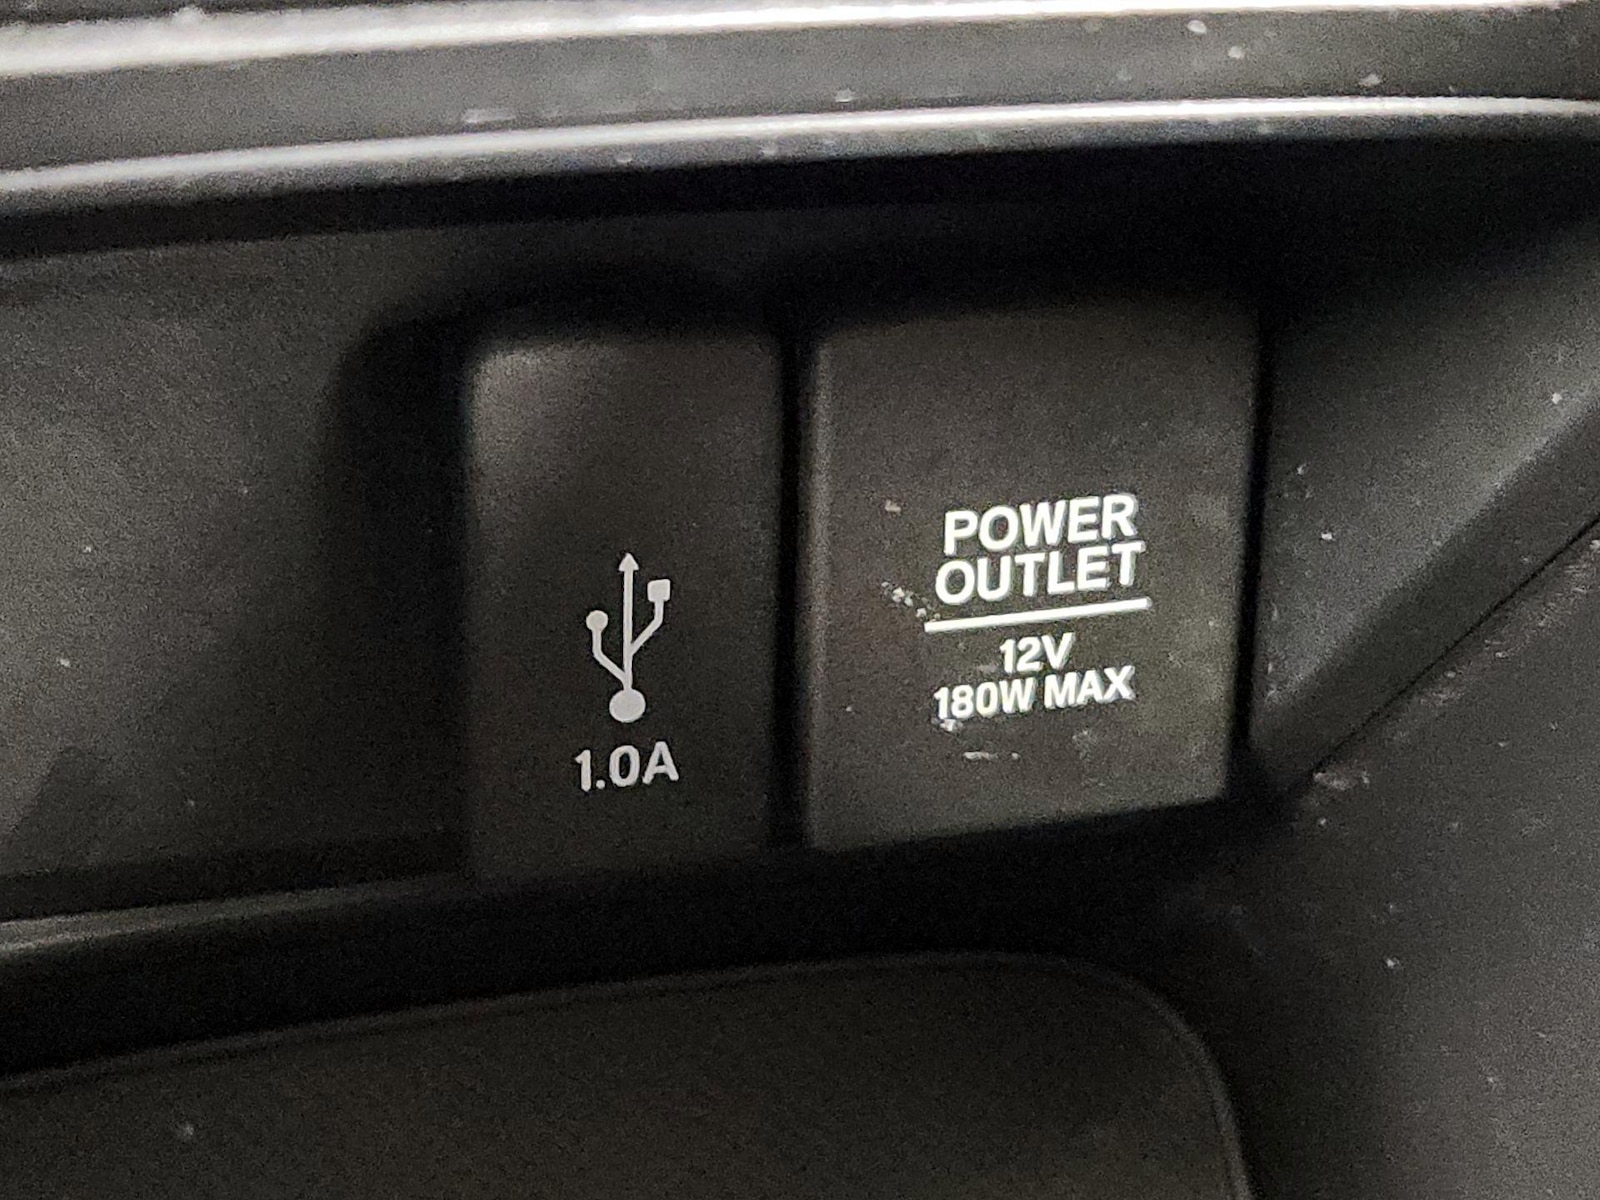 1.0A
POWER
OUTLET
12V
180W MAX